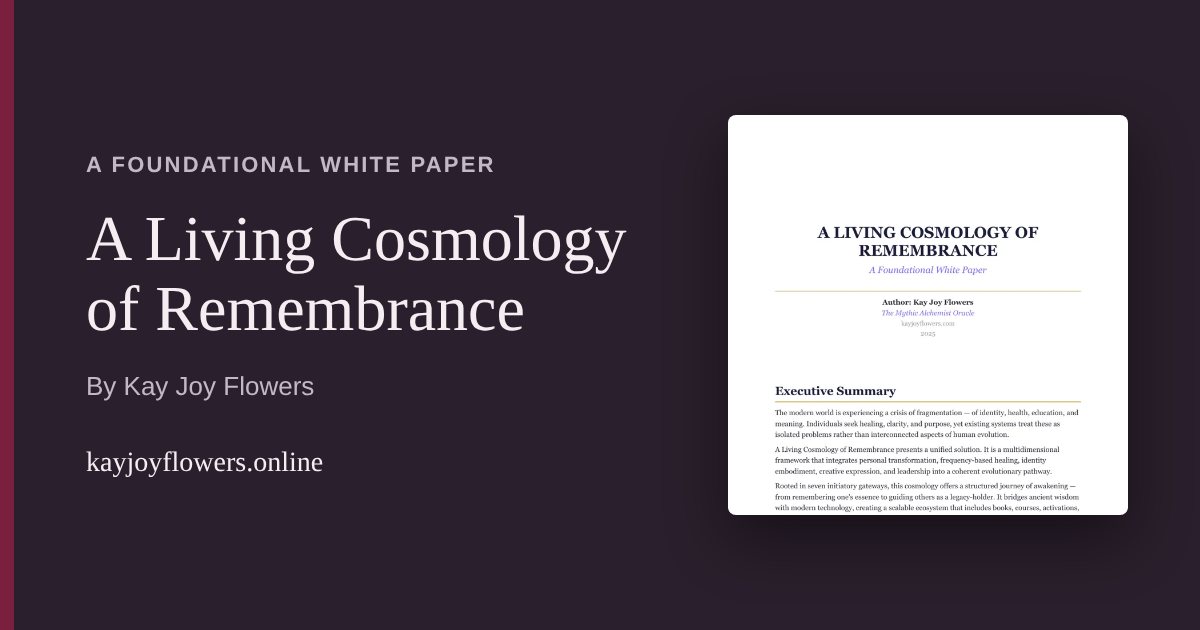 A FOUNDATIONAL WHITE PAPER
A Living Cosmology
of Remembrance
By Kay Joy Flowers
kayjoyflowers.online
A LIVING COSMOLOGY OF
REMEMBRANCE
A Foundational White Paper
Author: Kay Joy Flowers
The Mythic Alchemist Oracle
kayjoyflowers.com
2025
Executive Summary
The modern world is experiencing a crisis of fragmentation — of identity, health, education, and
meaning. Individuals seek healing, clarity, and purpose, yet existing systems treat these as
isolated problems rather than interconnected aspects of human evolution.
A Living Cosmology of Remembrance presents a unified solution. It is a multidimensional
framework that integrates personal transformation, frequency-based healing, identity
embodiment, creative expression, and leadership into a coherent evolutionary pathway.
Rooted in seven initiatory gateways, this cosmology offers a structured journey of awakening —
from remembering one's essence to guiding others as a legacy-holder. It bridges ancient wisdom
with modern technology, creating a scalable ecosystem that includes books, courses, activations,